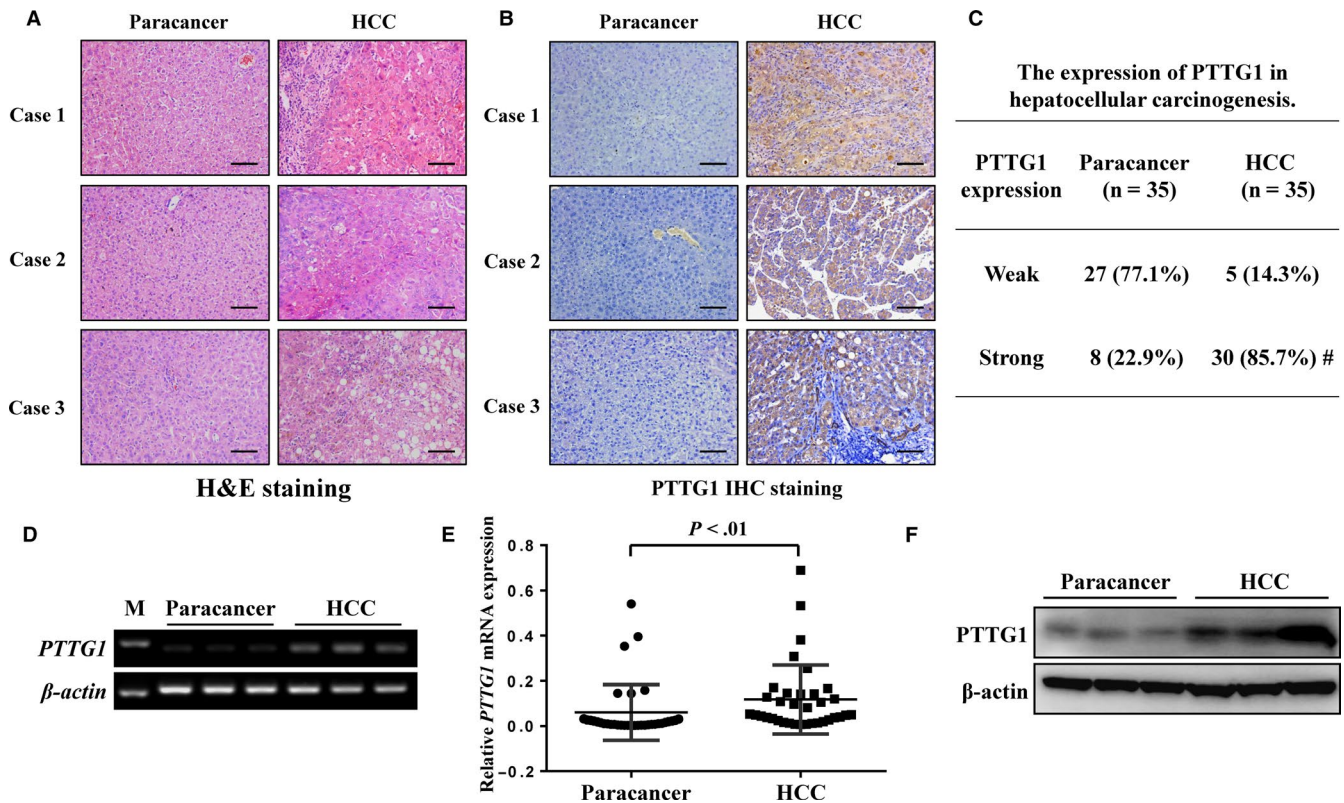 A
Paracancer
HCC
Case 1
Case 2
Case 3
H&E staining
B
Paracancer
HCC
Case 1
Case 2
Case 3
PTTG1 IHC staining
C
The expression of PTTG1 in
hepatocellular carcinogenesis.
PTTG1 expression
Paracancer (n = 35)
HCC (n = 35)
Weak 27 (77.1%) 5 (14.3%)
Strong 8 (22.9%) 30 (85.7%) #
D
M Paracancer HCC
PTTG1
β-actin
E
Relative PTTG1 mRNA expression
P < .01
0.8
0.6
0.4
0.2
0.0
−0.2
Paracancer HCC
F
Paracancer HCC
PTTG1
β-actin